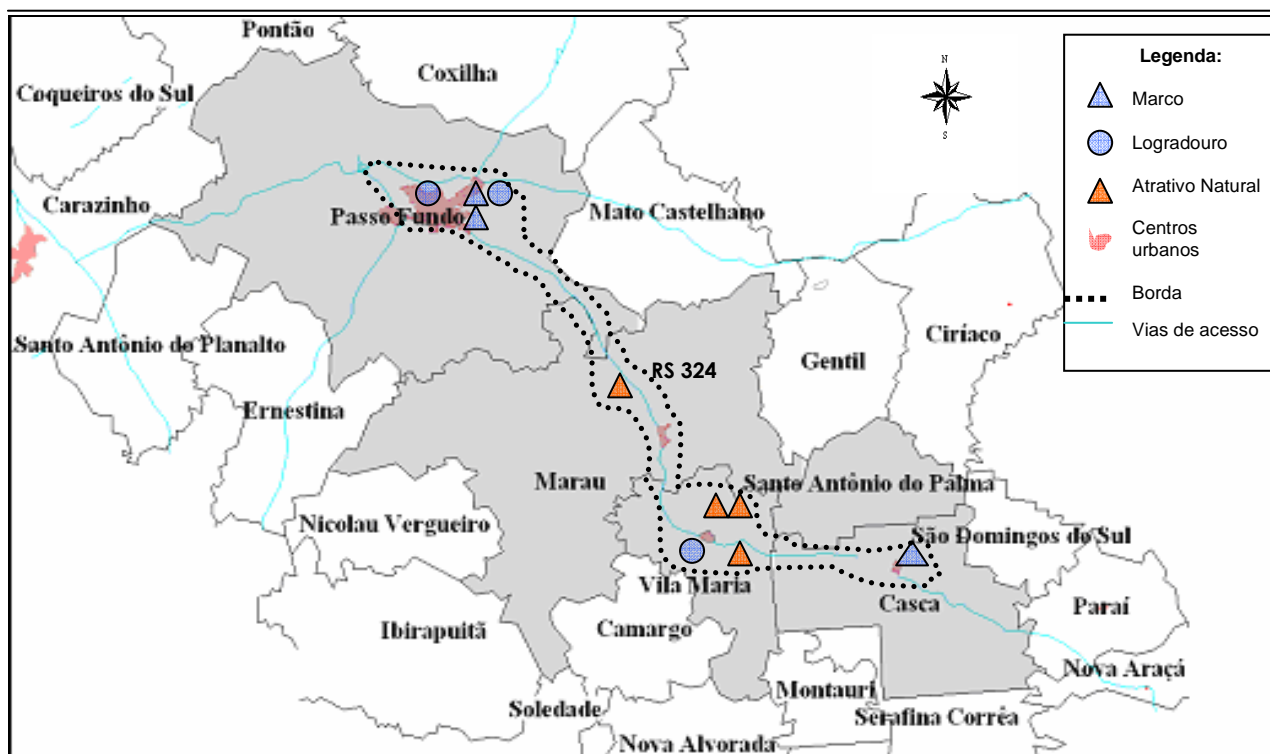 Pontão
Coxilha
Coqueiros do Sul
Carazinho
Passo Fundo
Mato Castelhano
Santo Antônio do Planalto
Ernestina
RS 324
Gentil
Ciríaco
Marau
Nicolau Vergueiro
Santo Antônio do Palma
São Domingos do Sul
Vila Maria
Casca
Paraí
Ibirapuitã
Camargo
Nova Araçá
Montauri
Soledade
Serafina Corrêa
Nova Alvorada
N
S
Legenda:
Marco
Logradouro
Atrativo Natural
Centros
urbanos
Borda
Vias de acesso